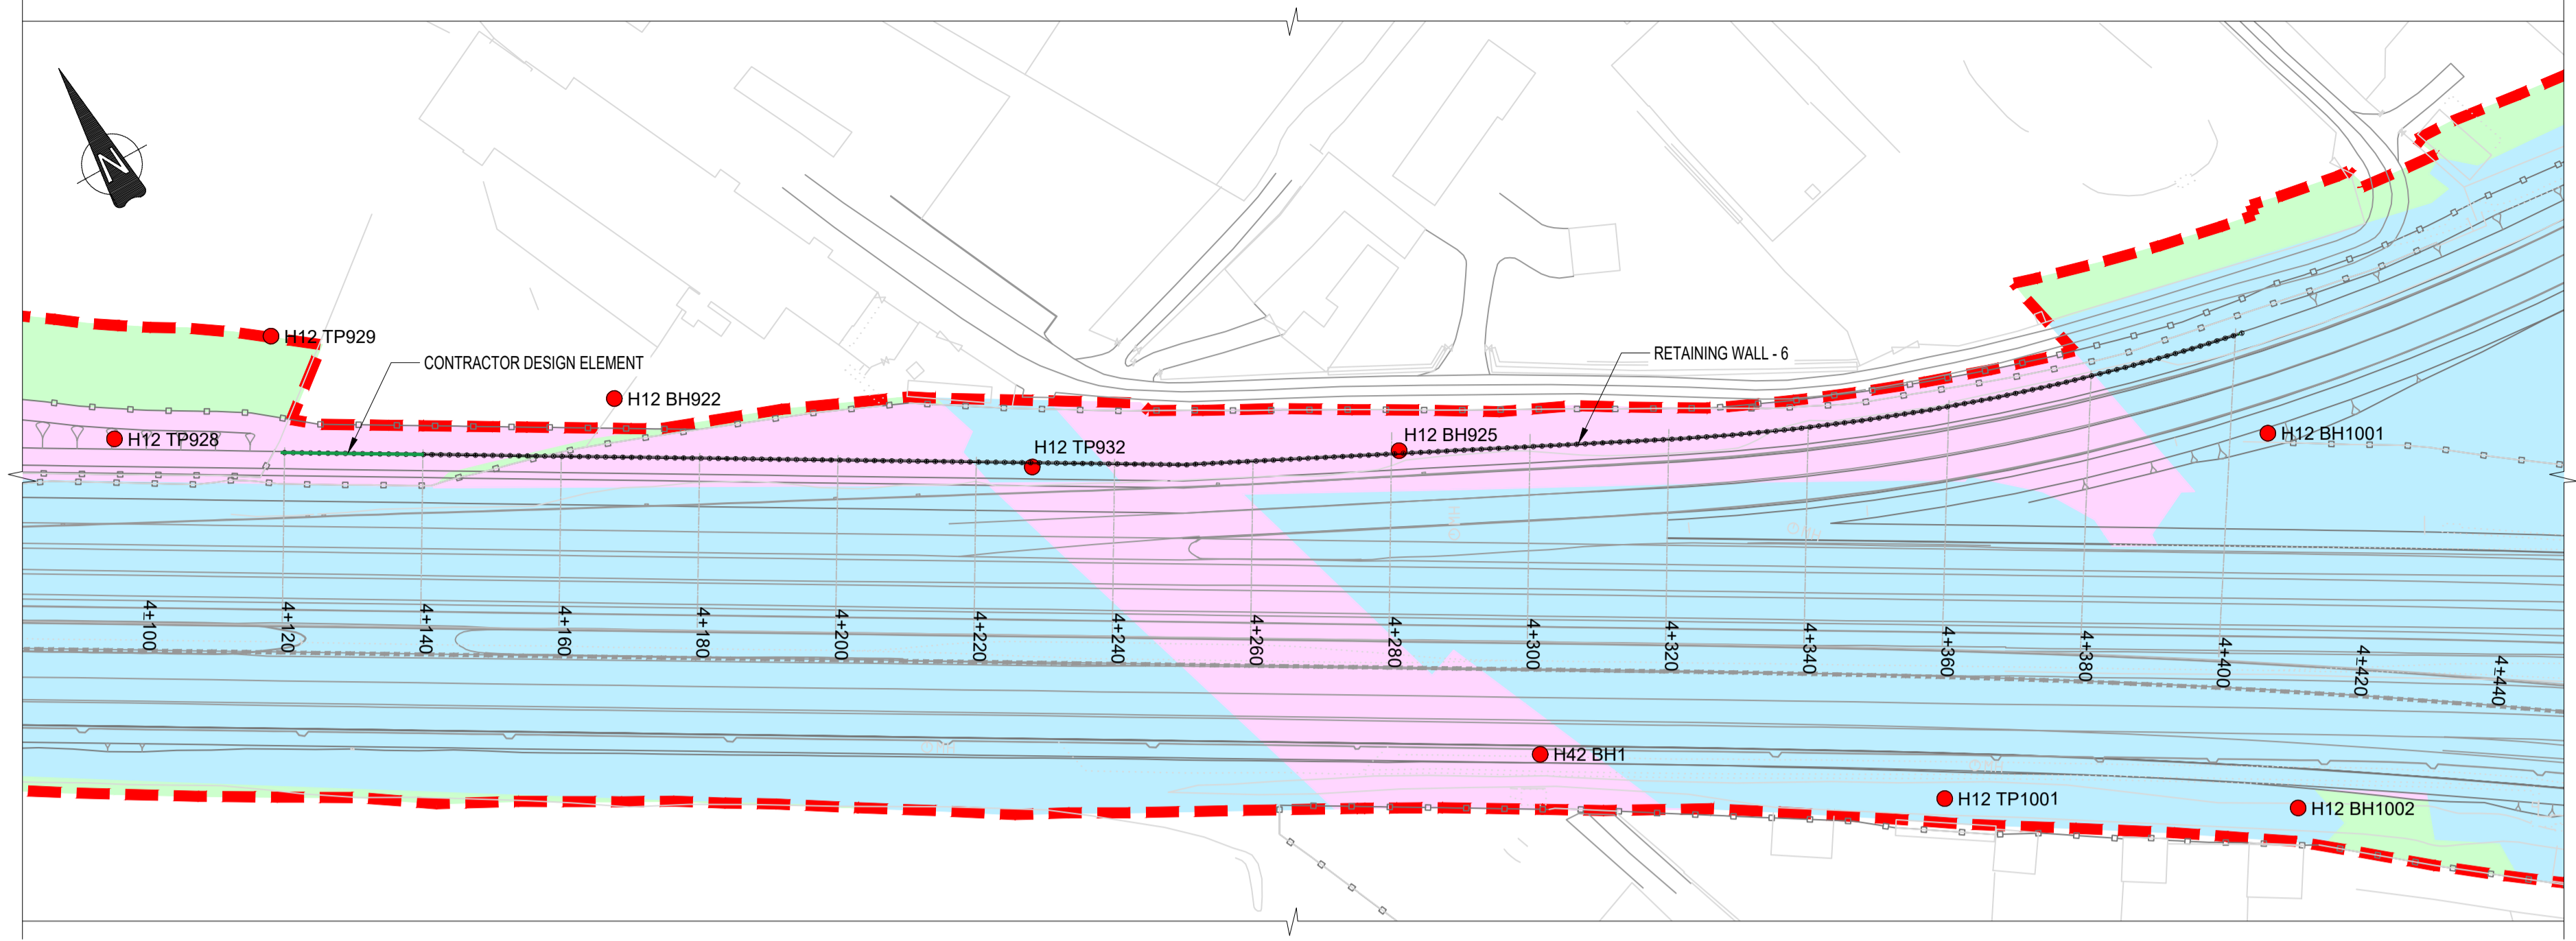 N
H12 TP929
CONTRACTOR DESIGN ELEMENT
RETAINING WALL - 6
H12 BH922
H12 TP928
H12 TP932
H12 BH925
H12 BH1001
4+100
4+120
4+140
4+160
4+180
4+200
4+220
4+240
4+260
4+280
4+300
4+320
4+340
4+360
4+380
4+400
4+420
4+440
H42 BH1
H12 TP1001
H12 BH1002